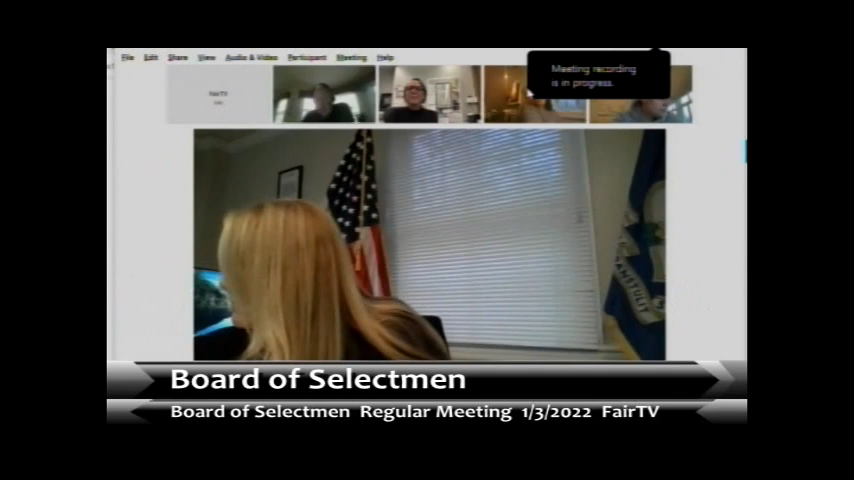 File Edit Share View Audio & Video Participant Meeting Help
Meeting recording
is in progress.
FairTV
TRANSTULIT
Board of Selectmen
Board of Selectmen Regular Meeting 1/3/2022 FairTV